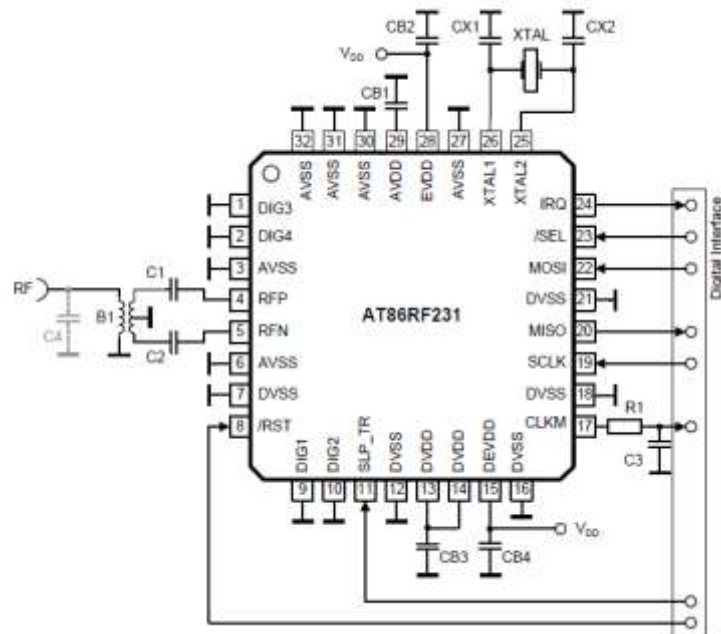 CB2
CX1
XTAL
CX2
V_DD
CB1
32
31
30
29
28
27
26
25
AVSS
AVSS
AVSS
AVDD
EVDD
AVSS
XTAL1
XTAL2
1 DIG3
2 DIG4
3 AVSS
4 RFP
5 RFN
6 AVSS
7 DVSS
8 /RST
RF
C1
C4
B1
C2
AT86RF231
IRQ 24
/SEL 23
MOSI 22
DVSS 21
MISO 20
SCLK 19
DVSS 18
CLKM 17
R1
C3
Digital Interface
DIG1
DIG2
SLP_TR
DVSS
DVDD
DVDD
DEVDD
DVSS
9
10
11
12
13
14
15
16
CB3
CB4
V_DD